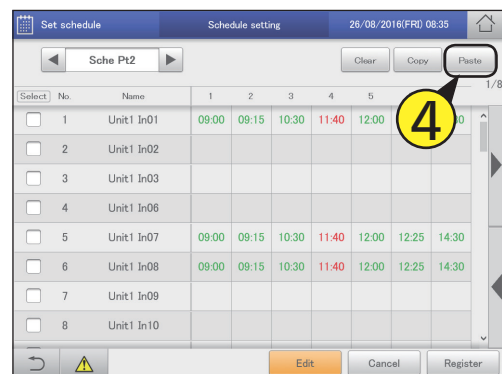 Set schedule Schedule setting 26/08/2016(FRI) 08:35
Sche Pt2 Clear Copy Paste
1/8
Select No. Name 1 2 3 4 5
1 Unit1 In01 09:00 09:15 10:30 11:40 12:00
4
2 Unit1 In02
3 Unit1 In03
4 Unit1 In06
5 Unit1 In07 09:00 09:15 10:30 11:40 12:00 12:25 14:30
6 Unit1 In08 09:00 09:15 10:30 11:40 12:00 12:25 14:30
7 Unit1 In09
8 Unit1 In10
Edit Cancel Register